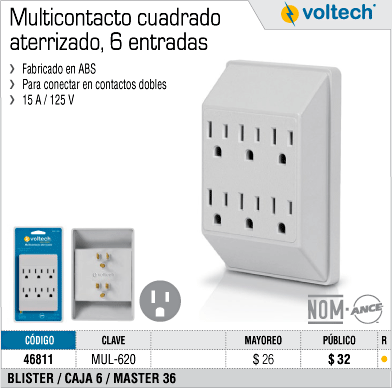 Multicontacto cuadrado
aterrizado, 6 entradas
voltech®
Fabricado en ABS
Para conectar en contactos dobles
15 A / 125 V
voltech
NOM-ANCE
CÓDIGO CLAVE MAYOREO PÚBLICO R
46811 MUL-620 $ 26 $ 32
BLISTER / CAJA 6 / MASTER 36